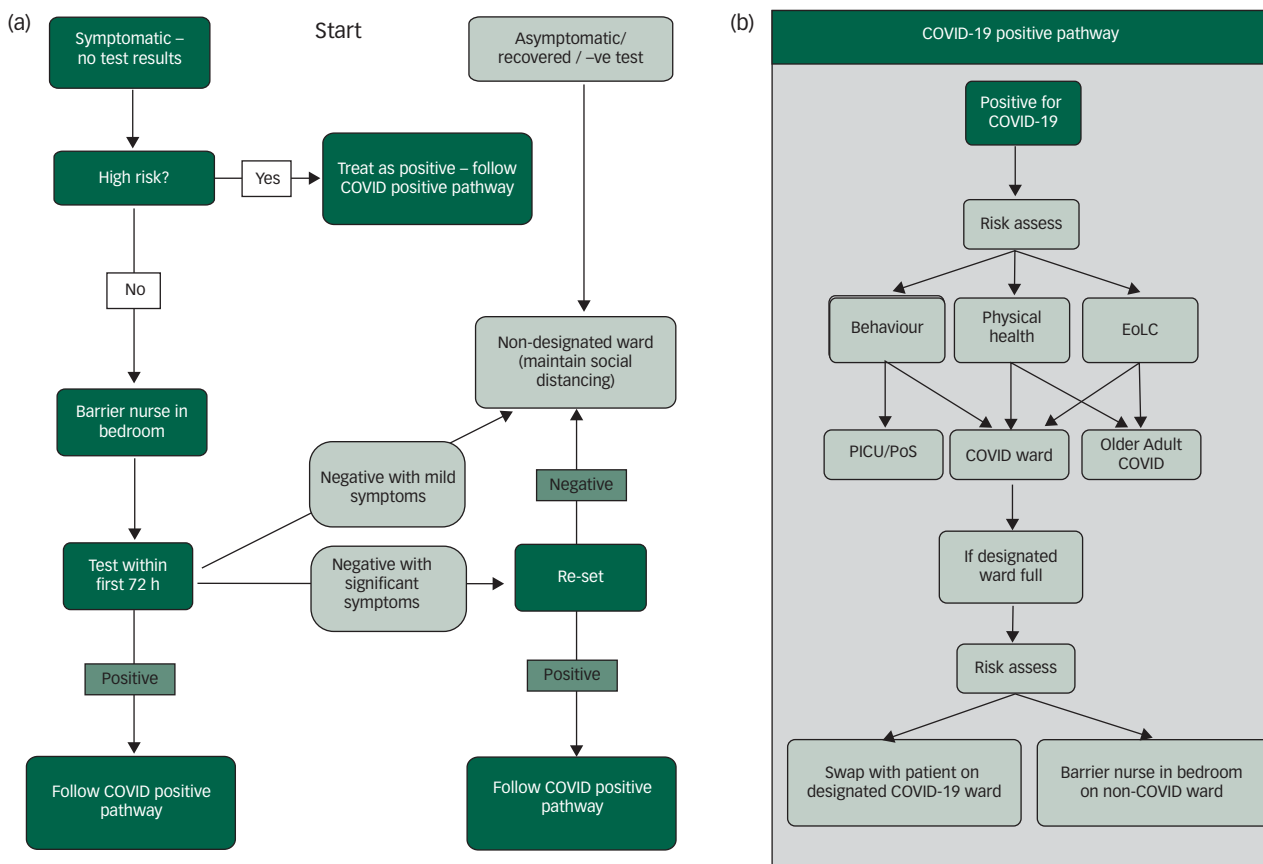 (a)
Start
Symptomatic –
no test results
Asymptomatic/
recovered / –ve test
High risk?
Yes
Treat as positive – follow
COVID positive pathway
No
Non-designated ward
(maintain social
distancing)
Barrier nurse in
bedroom
Negative with mild
symptoms
Negative
Test within
first 72 h
Negative with
significant
symptoms
Re-set
Positive
Positive
Follow COVID positive
pathway
Follow COVID positive
pathway
(b)
COVID-19 positive pathway
Positive for
COVID-19
Risk assess
Behaviour
Physical
health
EoLC
PICU/PoS
COVID ward
Older Adult
COVID
If designated
ward full
Risk assess
Swap with patient on
designated COVID-19 ward
Barrier nurse in bedroom
on non-COVID ward